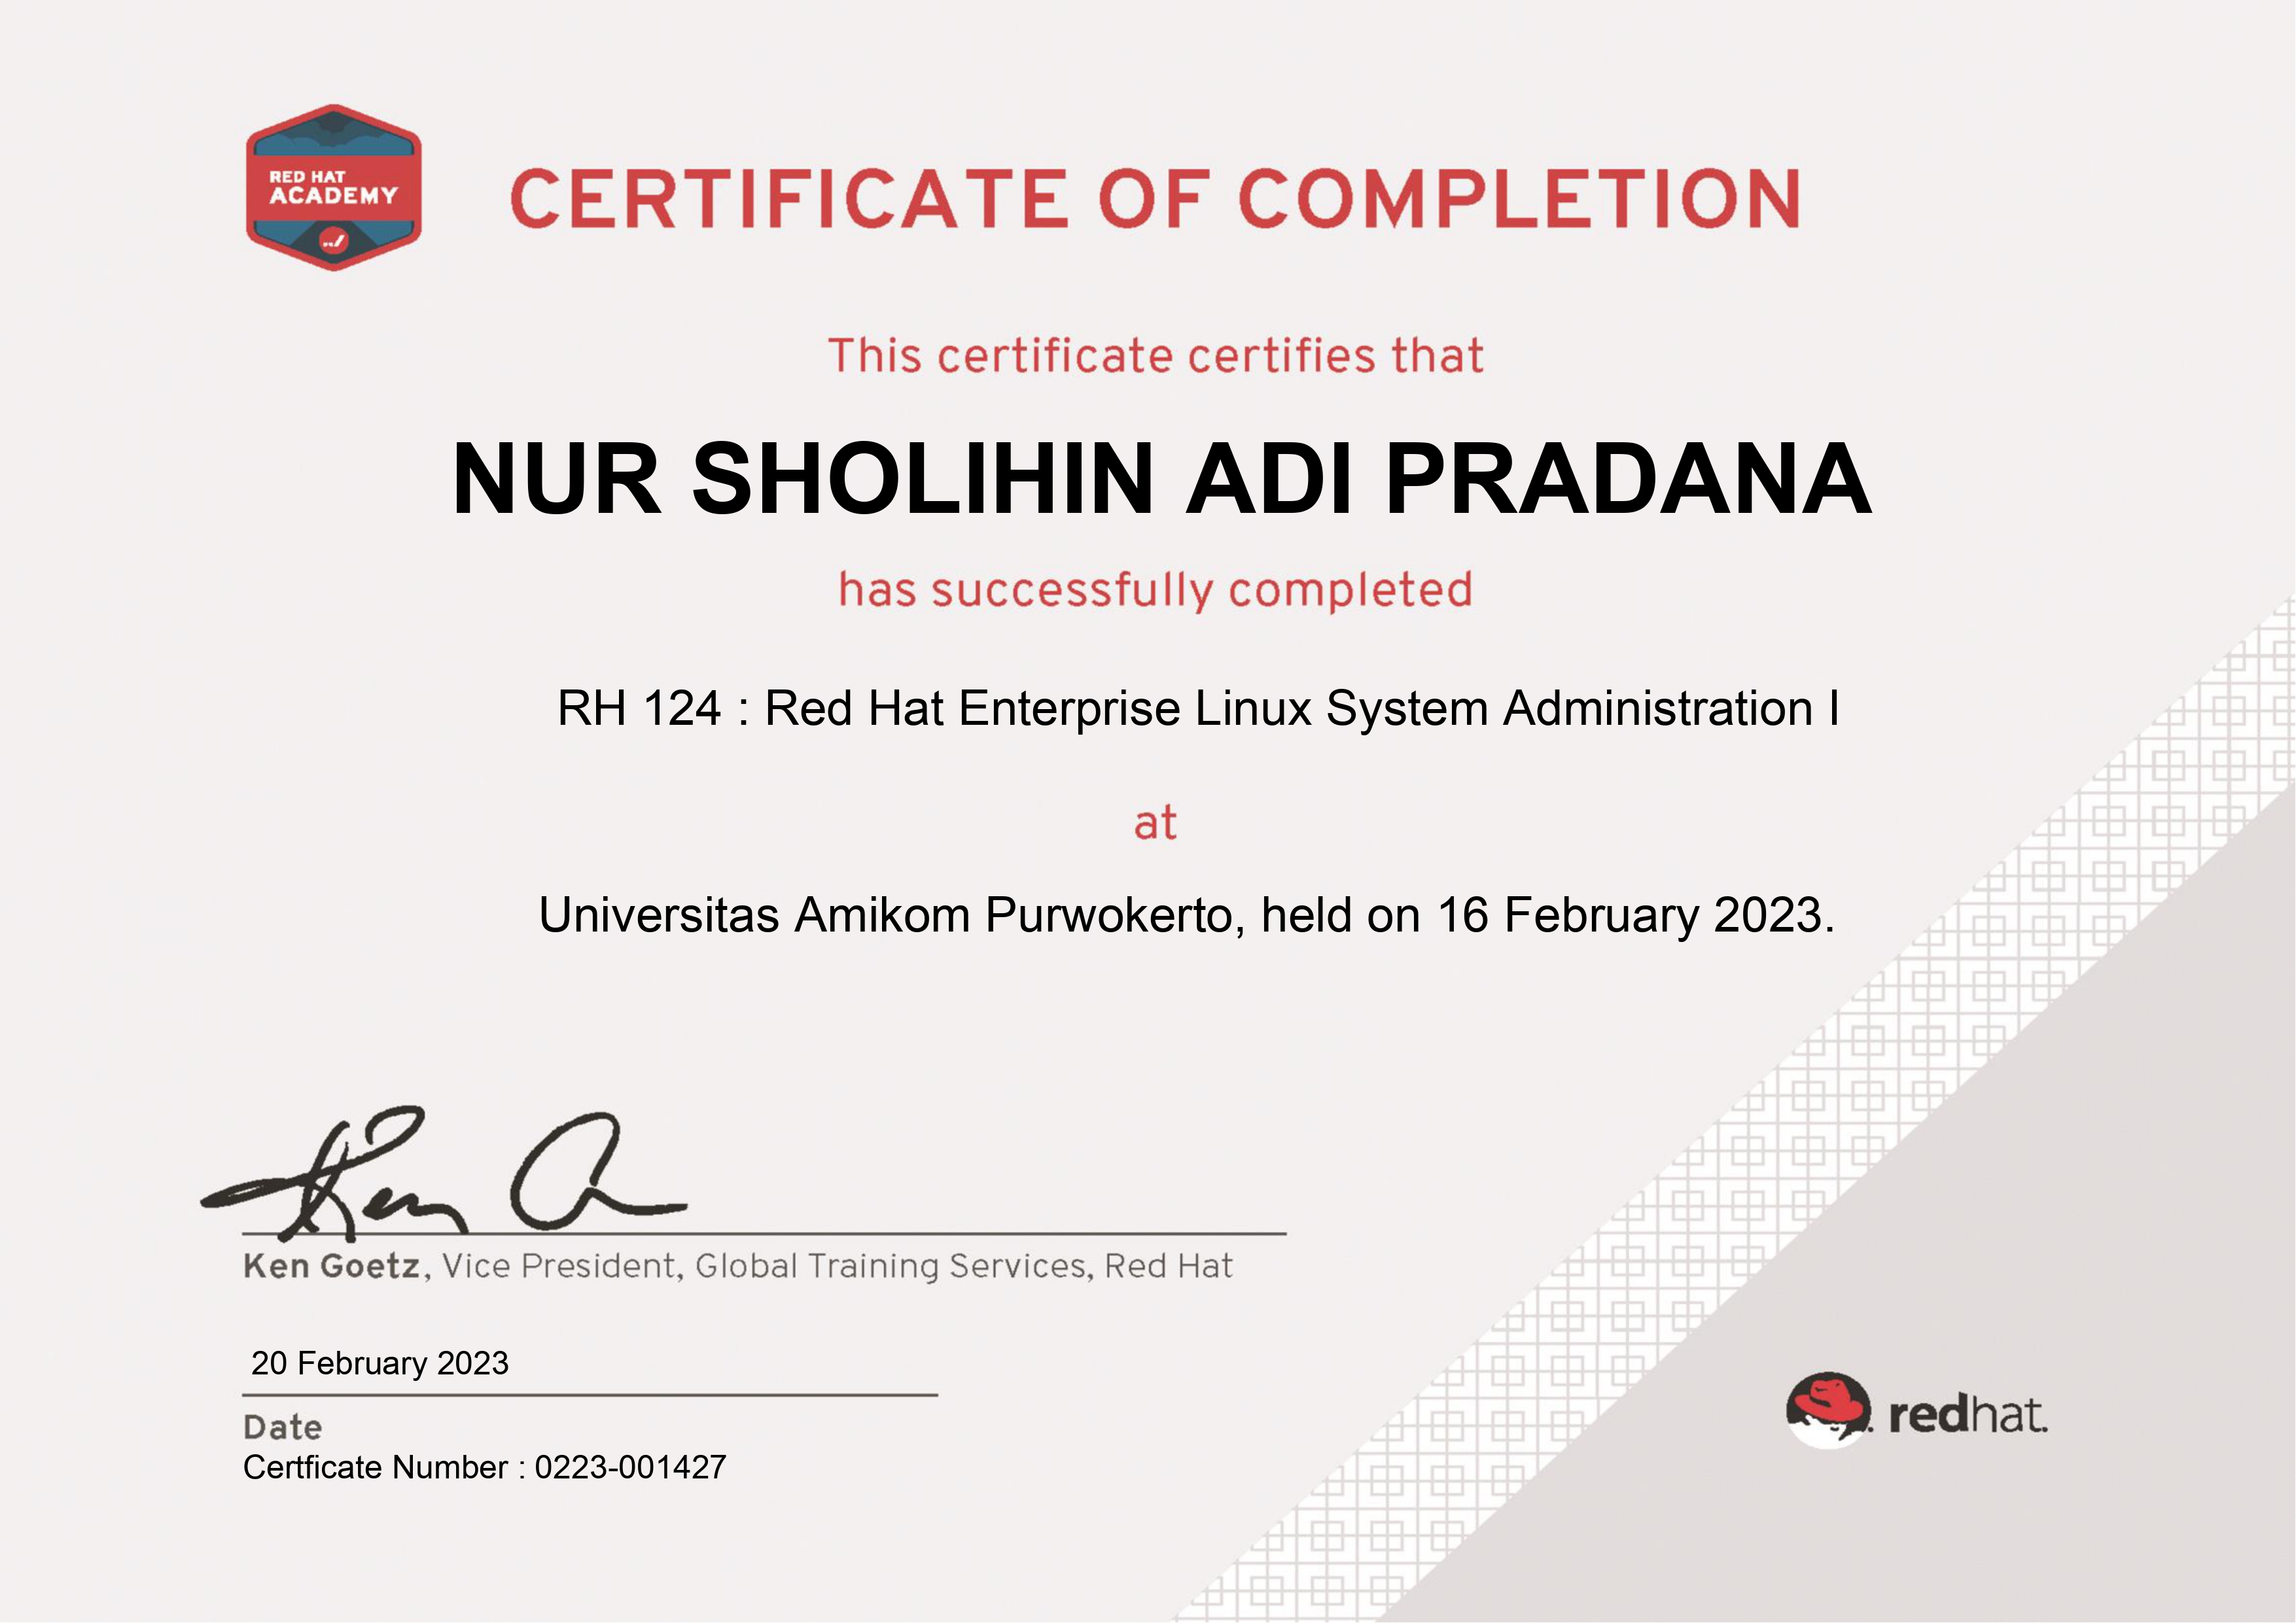 RED HAT
ACADEMY
CERTIFICATE OF COMPLETION
This certificate certifies that
NUR SHOLIHIN ADI PRADANA
has successfully completed
RH 124 : Red Hat Enterprise Linux System Administration I
at
Universitas Amikom Purwokerto, held on 16 February 2023.
Ken Goetz, Vice President, Global Training Services, Red Hat
20 February 2023
Date
Certficate Number : 0223-001427
redhat.